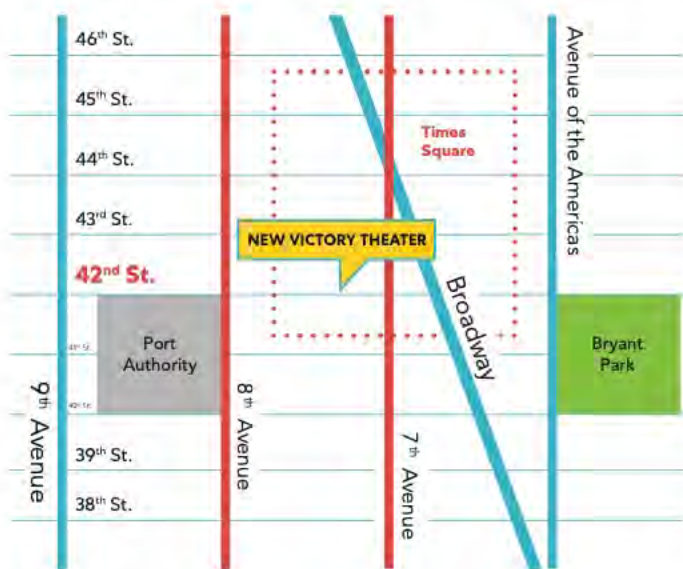 46th St.
45th St.
44th St.
43rd St.
42nd St.
39th St.
38th St.
Times
Square
NEW VICTORY THEATER
Port
Authority
Bryant
Park
9th Avenue
8th Avenue
7th Avenue
Broadway
Avenue of the Americas